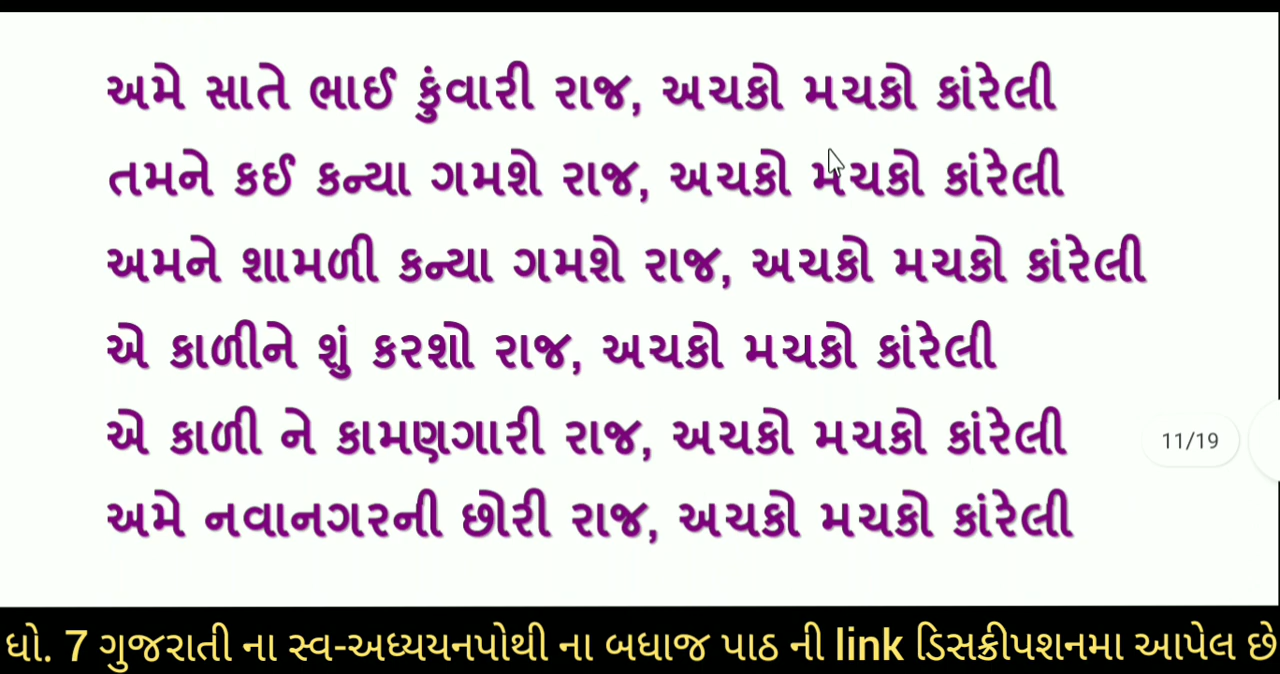 અમે સાતે ભાઈ કુંવારી રાજ, અચકો મચકો કાંરેલી
તમને કઈ કન્યા ગમશે રાજ, અચકો મચકો કાંરેલી
અમને શામળી કન્યા ગમશે રાજ, અચકો મચકો કાંરેલી
એ કાળીને શું કરશો રાજ, અચકો મચકો કાંરેલી
એ કાળી ને કામણગારી રાજ, અચકો મચકો કાંરેલી
11/19
અમે નવાનગરની છોરી રાજ, અચકો મચકો કાંરેલી
ધો. 7 ગુજરાતી ના સ્વ-અધ્યયનપોથી ના બધાજ પાઠ ની link ડિસક્રીપશનમા આપેલ છે